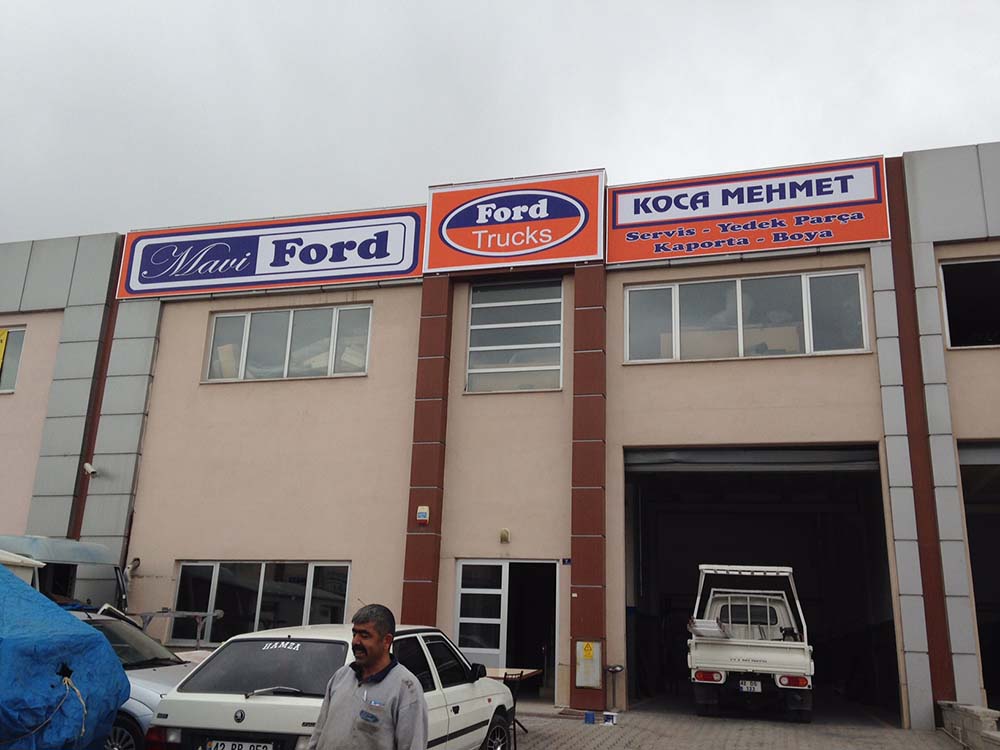 Mavi Ford
Ford
Trucks
KOCA MEHMET
Servis - Yedek Parça
Kaporta - Boya
HAMZA